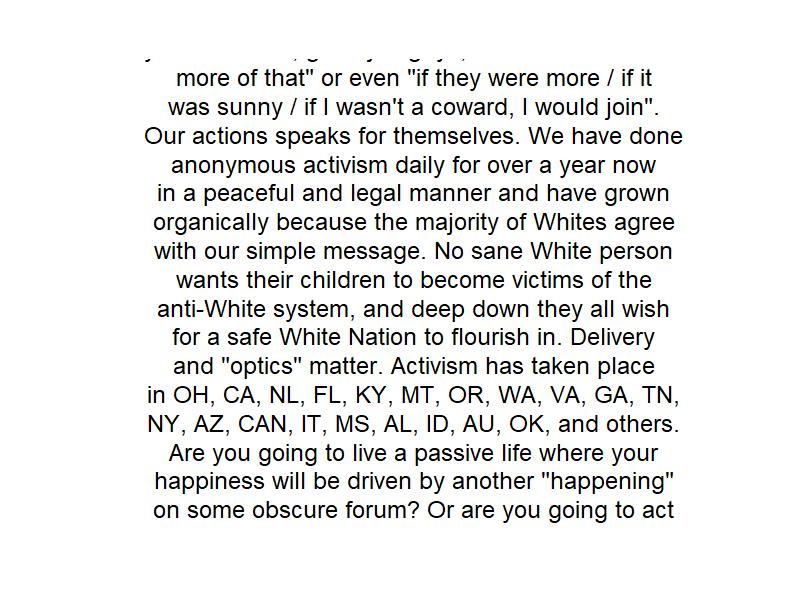 more of that" or even "if they were more / if it
was sunny / if I wasn't a coward, I would join".
Our actions speaks for themselves. We have done
anonymous activism daily for over a year now
in a peaceful and legal manner and have grown
organically because the majority of Whites agree
with our simple message. No sane White person
wants their children to become victims of the
anti-White system, and deep down they all wish
for a safe White Nation to flourish in. Delivery
and "optics" matter. Activism has taken place
in OH, CA, NL, FL, KY, MT, OR, WA, VA, GA, TN,
NY, AZ, CAN, IT, MS, AL, ID, AU, OK, and others.
Are you going to live a passive life where your
happiness will be driven by another "happening"
on some obscure forum? Or are you going to act